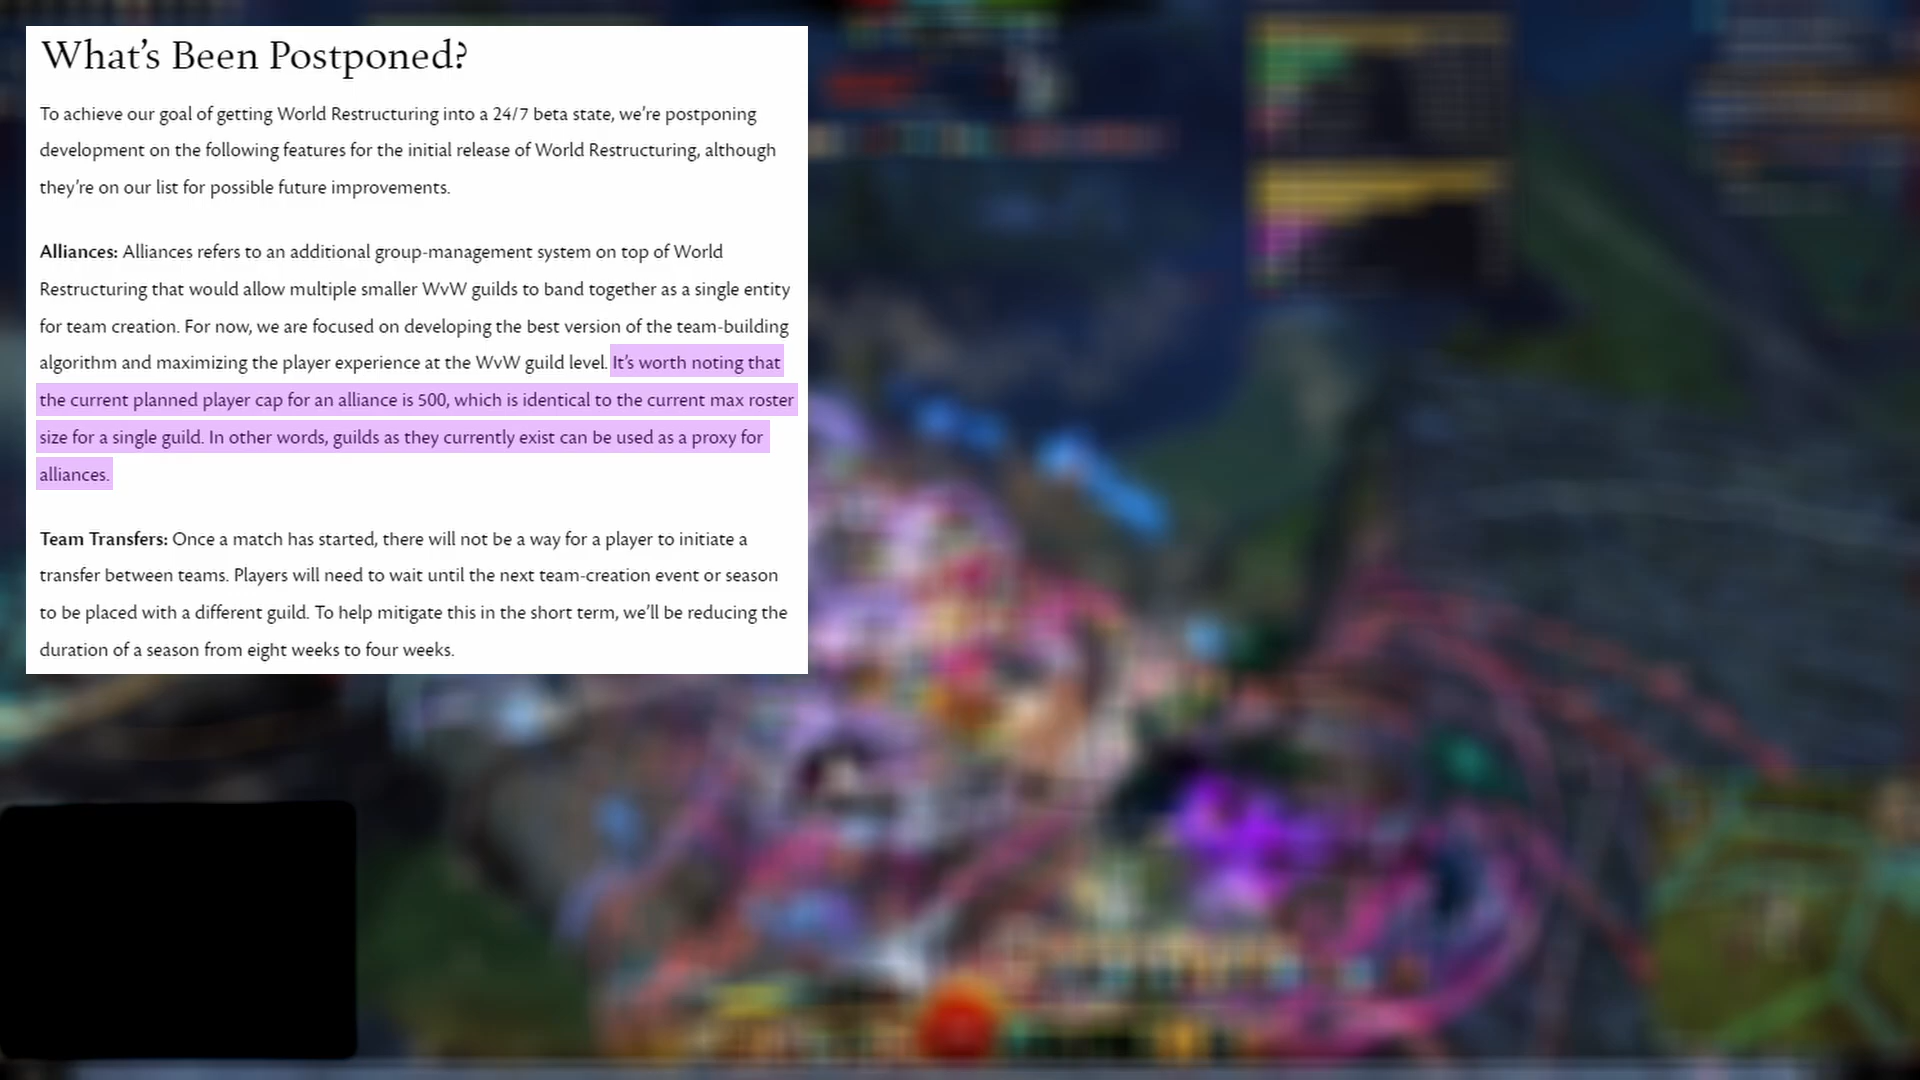 What's Been Postponed?
To achieve our goal of getting World Restructuring into a 24/7 beta state, we're postponing
development on the following features for the initial release of World Restructuring, although
they're on our list for possible future improvements.
Alliances: Alliances refers to an additional group-management system on top of World
Restructuring that would allow multiple smaller WvW guilds to band together as a single entity
for team creation. For now, we are focused on developing the best version of the team-building
algorithm and maximizing the player experience at the WvW guild level. It's worth noting that
the current planned player cap for an alliance is 500, which is identical to the current max roster
size for a single guild. In other words, guilds as they currently exist can be used as a proxy for
alliances.
Team Transfers: Once a match has started, there will not be a way for a player to initiate a
transfer between teams. Players will need to wait until the next team-creation event or season
to be placed with a different guild. To help mitigate this in the short term, we'll be reducing the
duration of a season from eight weeks to four weeks.